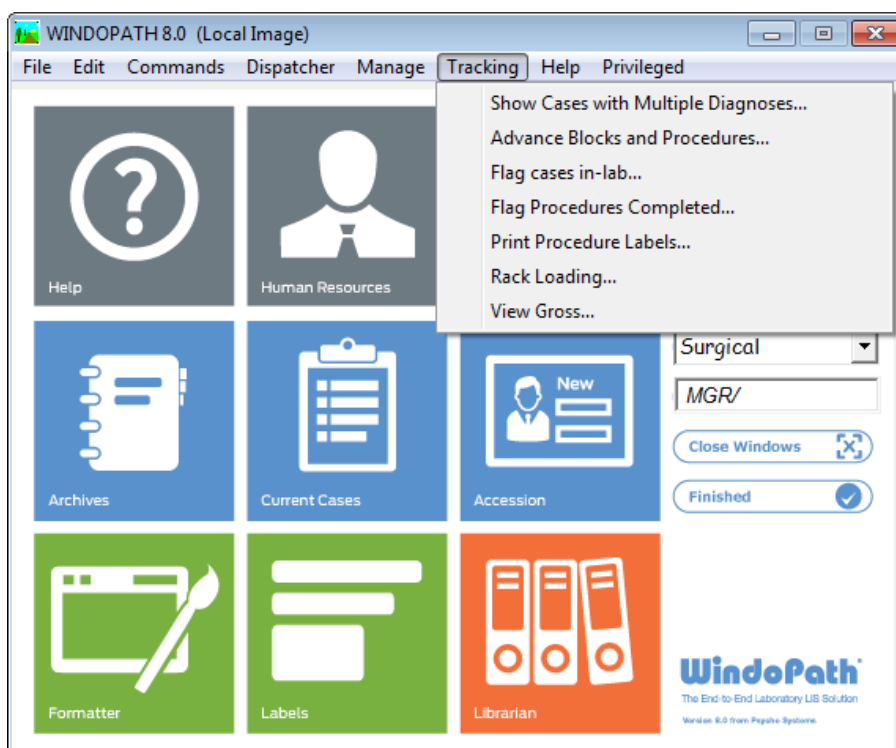 WINDOPATH 8.0 (Local Image)
File Edit Commands Dispatcher Manage Tracking Help Privileged
Show Cases with Multiple Diagnoses...
Advance Blocks and Procedures...
Flag cases in-lab...
Flag Procedures Completed...
Print Procedure Labels...
Rack Loading...
View Gross...
Help
Human Resources
Surgical
MGR/
New
Close Windows
Finished
Archives
Current Cases
Accession
Formatter
Labels
Librarian
WindoPath
The End-to-End Laboratory LIS Solution
Version 8.0 from Psyche Systems